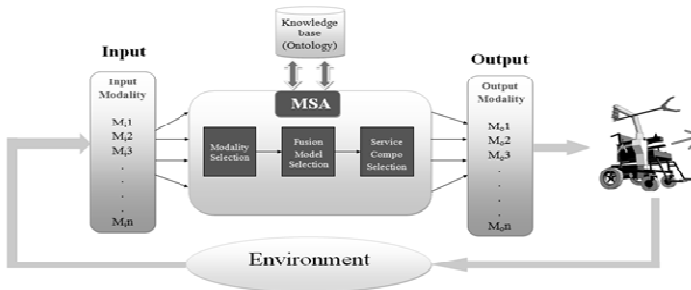 Knowledge
base
(Ontology)
Input
Output
Input
Modality
Mᵢ1
Mᵢ2
Mᵢ3
.
.
.
.
Mᵢn
MSA
Modality
Selection
Fusion
Model
Selection
Service
Compo
Selection
Output
Modality
Mₒ1
Mₒ2
Mₒ3
.
.
.
.
Mₒn
Environment